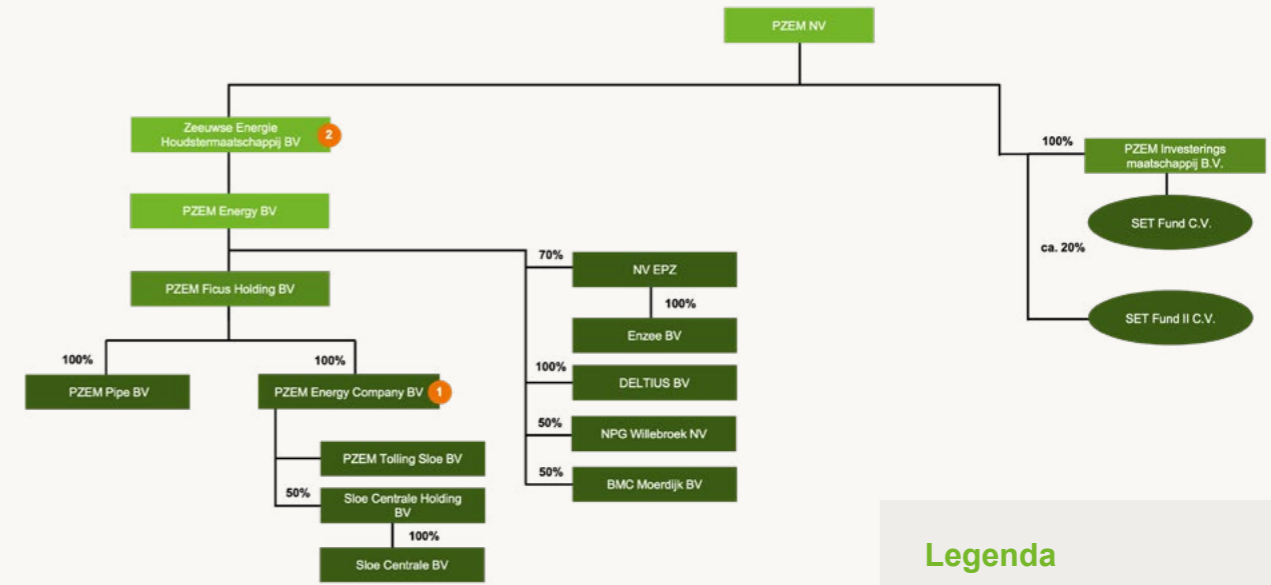 PZEM NV
Zeeuwse Energie
Houdstermaatschappij BV
2
100%
PZEM Investerings
maatschappij B.V.
PZEM Energy BV
SET Fund C.V.
ca. 20%
70%
NV EPZ
PZEM Ficus Holding BV
100%
SET Fund II C.V.
Enzee BV
100%
100%
100%
PZEM Pipe BV
PZEM Energy Company BV
1
DELTIUS BV
50%
NPG Willebroek NV
PZEM Tolling Sloe BV
50%
BMC Moerdijk BV
50%
Sloe Centrale Holding
BV
100%
Sloe Centrale BV
Legenda